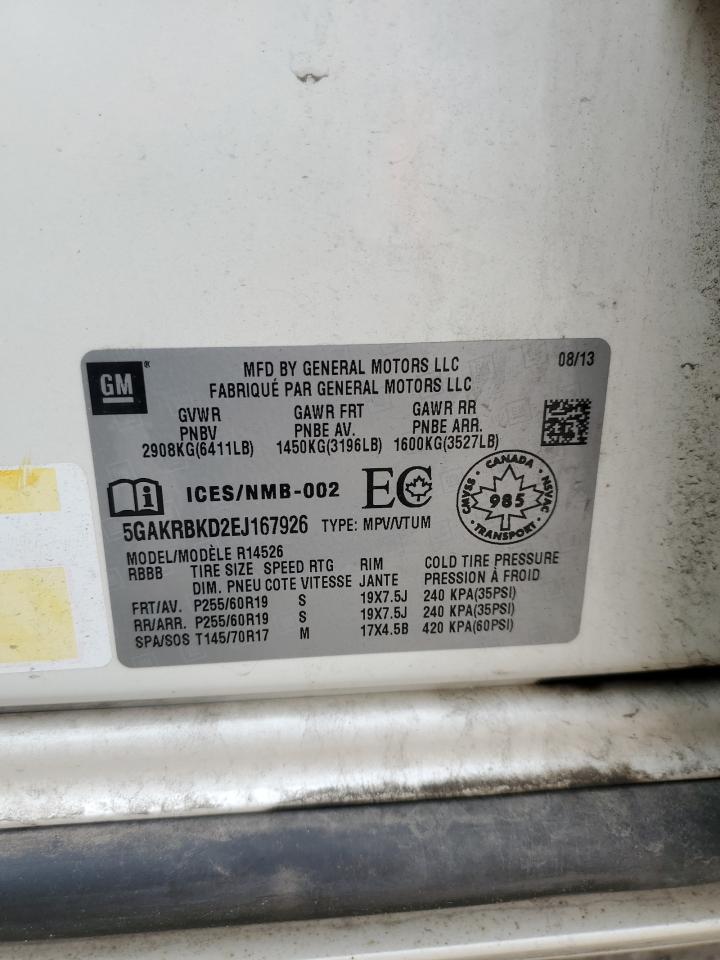 GM
MFD BY GENERAL MOTORS LLC 08/13
FABRIQUÉ PAR GENERAL MOTORS LLC
GVWR GAWR FRT GAWR RR
PNBV PNBE AV. PNBE ARR.
2908KG(6411LB) 1450KG(3196LB) 1600KG(3527LB)
ICES/NMB-002 EC
CANADA
CMVSS 985 NSVAC
TRANSPORT
5GAKRBKD2EJ167926 TYPE: MPV/VTUM
MODEL/MODÈLE R14526
RBBB TIRE SIZE SPEED RTG RIM COLD TIRE PRESSURE
DIM. PNEU COTE VITESSE JANTE PRESSION À FROID
FRT/AV. P255/60R19 S 19X7.5J 240 KPA(35PSI)
RR/ARR. P255/60R19 S 19X7.5J 240 KPA(35PSI)
SPA/SOS T145/70R17 M 17X4.5B 420 KPA(60PSI)